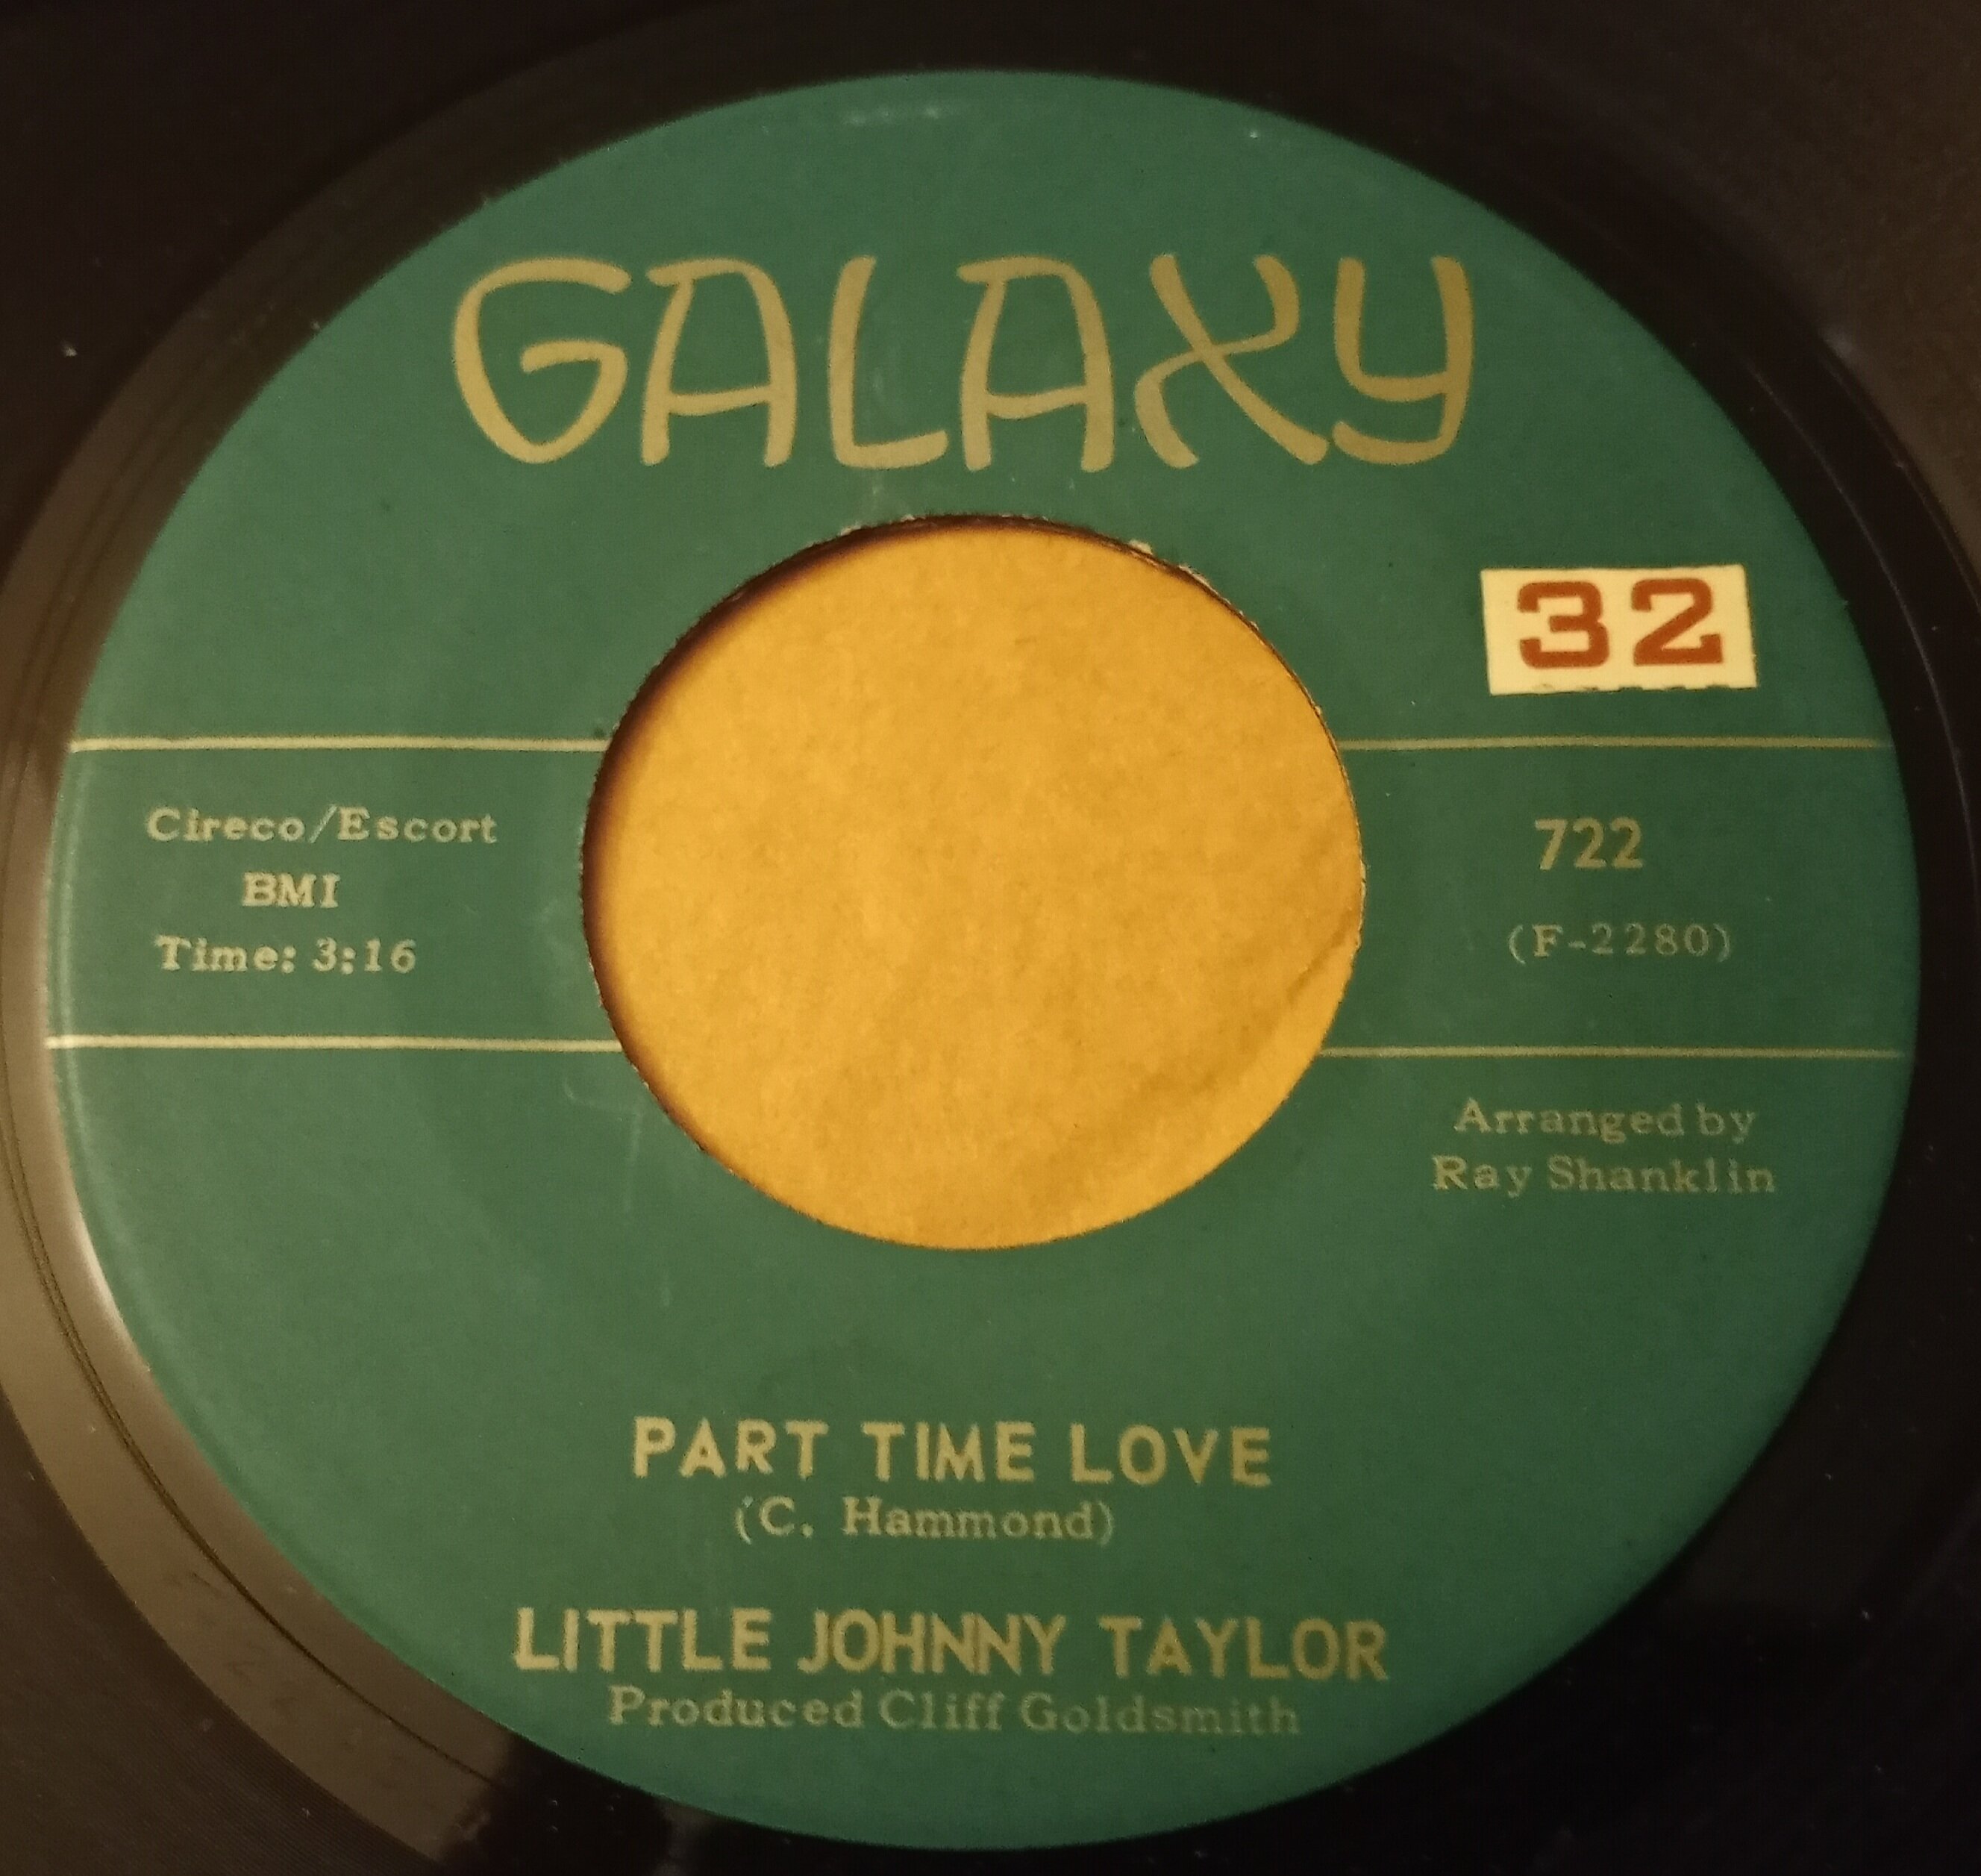 GALAXY
32
Cireco/Escort
BMI
Time: 3:16
722
(F-2280)
Arranged by
Ray Shanklin
PART TIME LOVE
(C. Hammond)
LITTLE JOHNNY TAYLOR
Produced Cliff Goldsmith